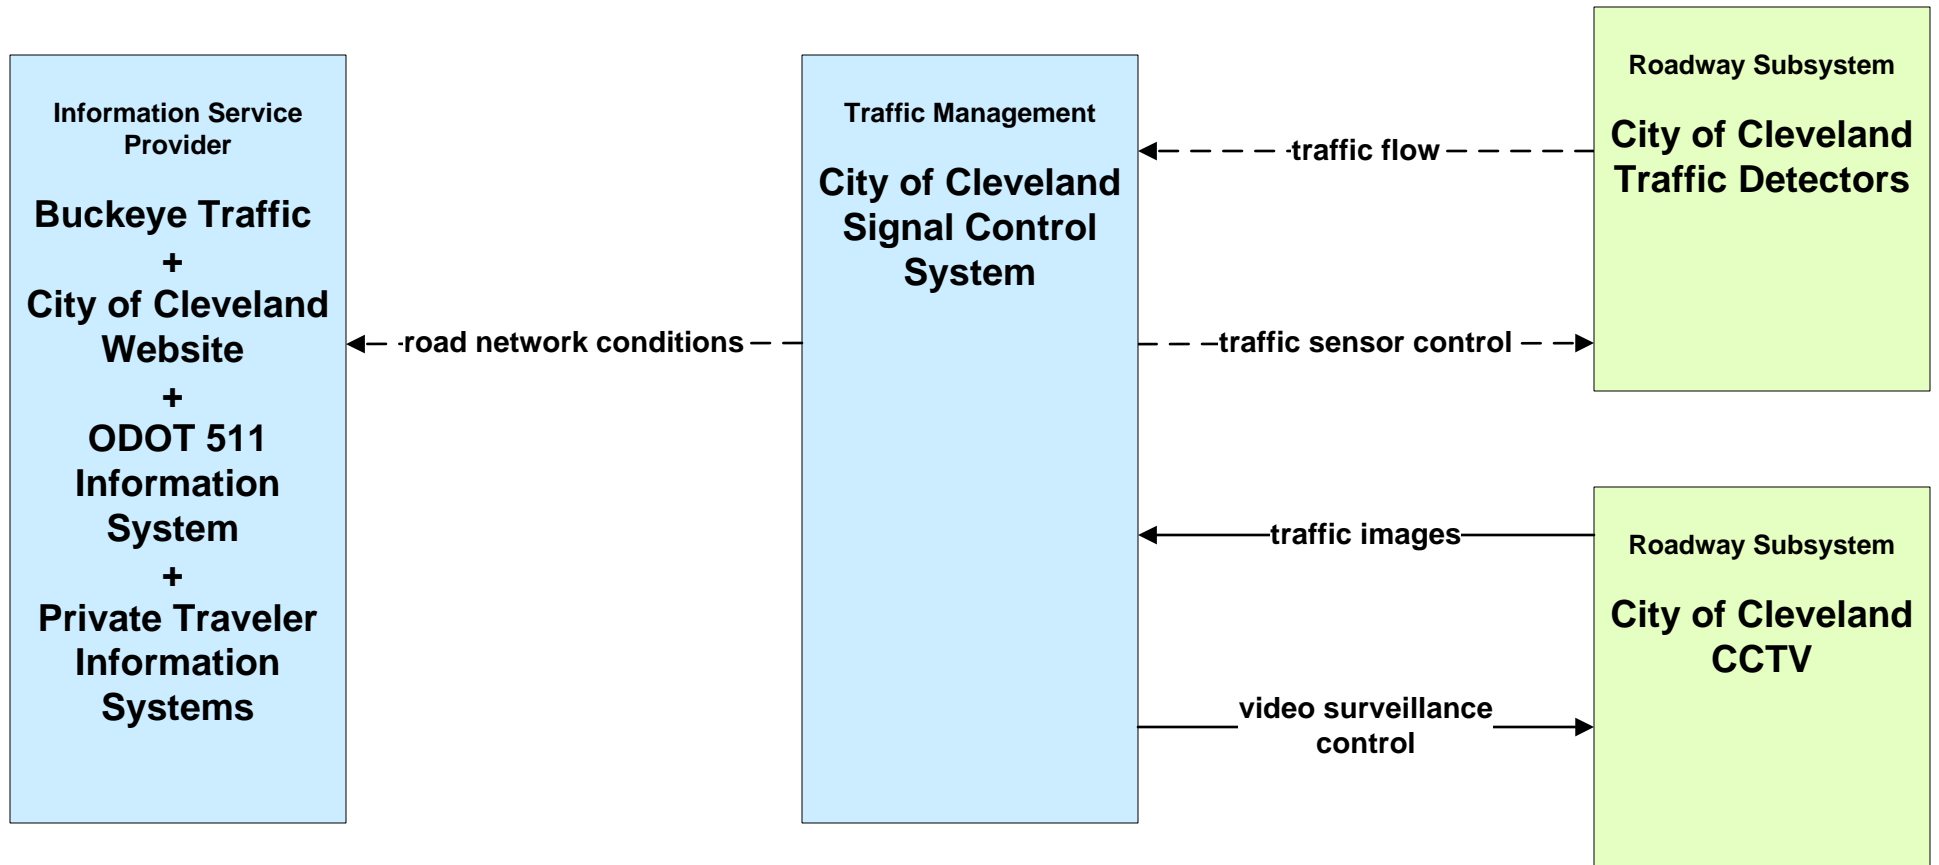 Information Service
Provider
Buckeye Traffic
+
City of Cleveland
Website
+
ODOT 511
Information
System
+
Private Traveler
Information
Systems
road network conditions
Traffic Management
City of Cleveland
Signal Control
System
traffic flow
traffic sensor control
traffic images
video surveillance
control
Roadway Subsystem
City of Cleveland
Traffic Detectors
Roadway Subsystem
City of Cleveland
CCTV